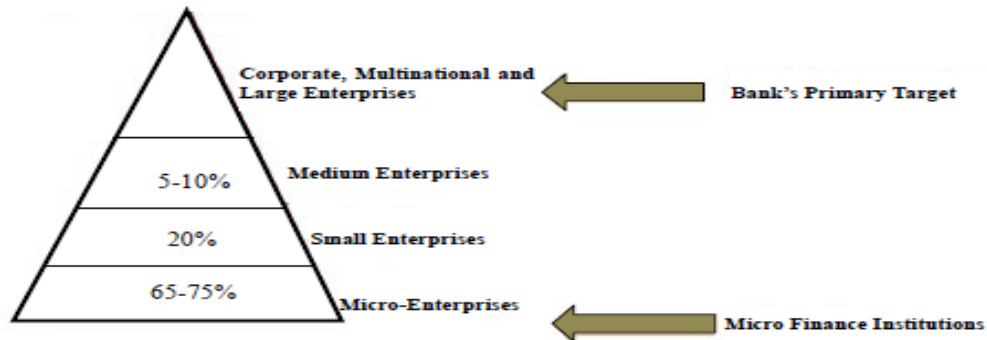 Corporate, Multinational and
Large Enterprises
Bank's Primary Target
5-10%
Medium Enterprises
20%
Small Enterprises
65-75%
Micro-Enterprises
Micro Finance Institutions